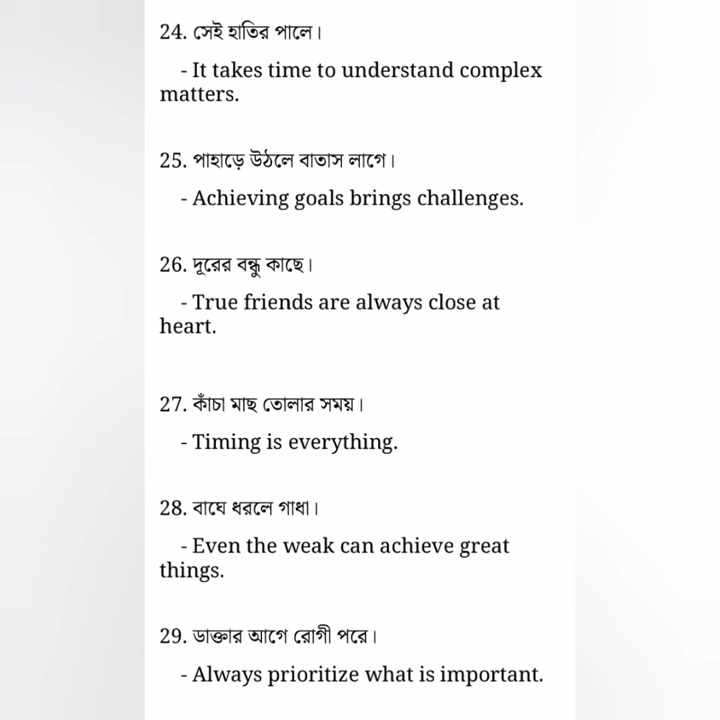 24. সেই হাতির পালে।
- It takes time to understand complex
matters.
25. পাহাড়ে উঠলে বাতাস লাগে।
- Achieving goals brings challenges.
26. দূরের বন্ধু কাছে।
- True friends are always close at
heart.
27. কাঁচা মাছ তোলার সময়।
- Timing is everything.
28. বাঘে ধরলে গাধা।
- Even the weak can achieve great
things.
29. ডাক্তার আগে রোগী পরে।
- Always prioritize what is important.